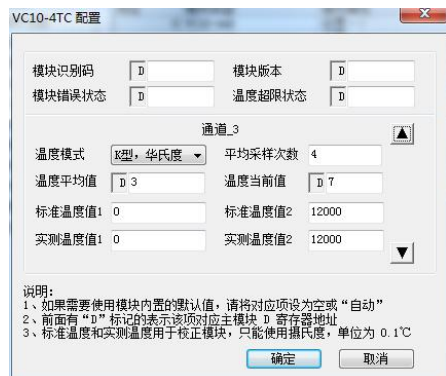 VC10-4TC 配置
模块识别码 D 模块版本 D
模块错误状态 D 温度超限状态 D
通道_3
温度模式 K型，华氏度 平均采样次数 4
温度平均值 D 3 温度当前值 D 7
标准温度值1 0 标准温度值2 12000
实测温度值1 0 实测温度值2 12000
说明:
1、如果需要使用模块内置的默认值，请将对应项设为空或“自动”
2、前面有“D”标记的表示该项对应主模块 D 寄存器地址
3、标准温度和实测温度用于校正模块，只能使用摄氏度，单位为 0.1℃
确定 取消